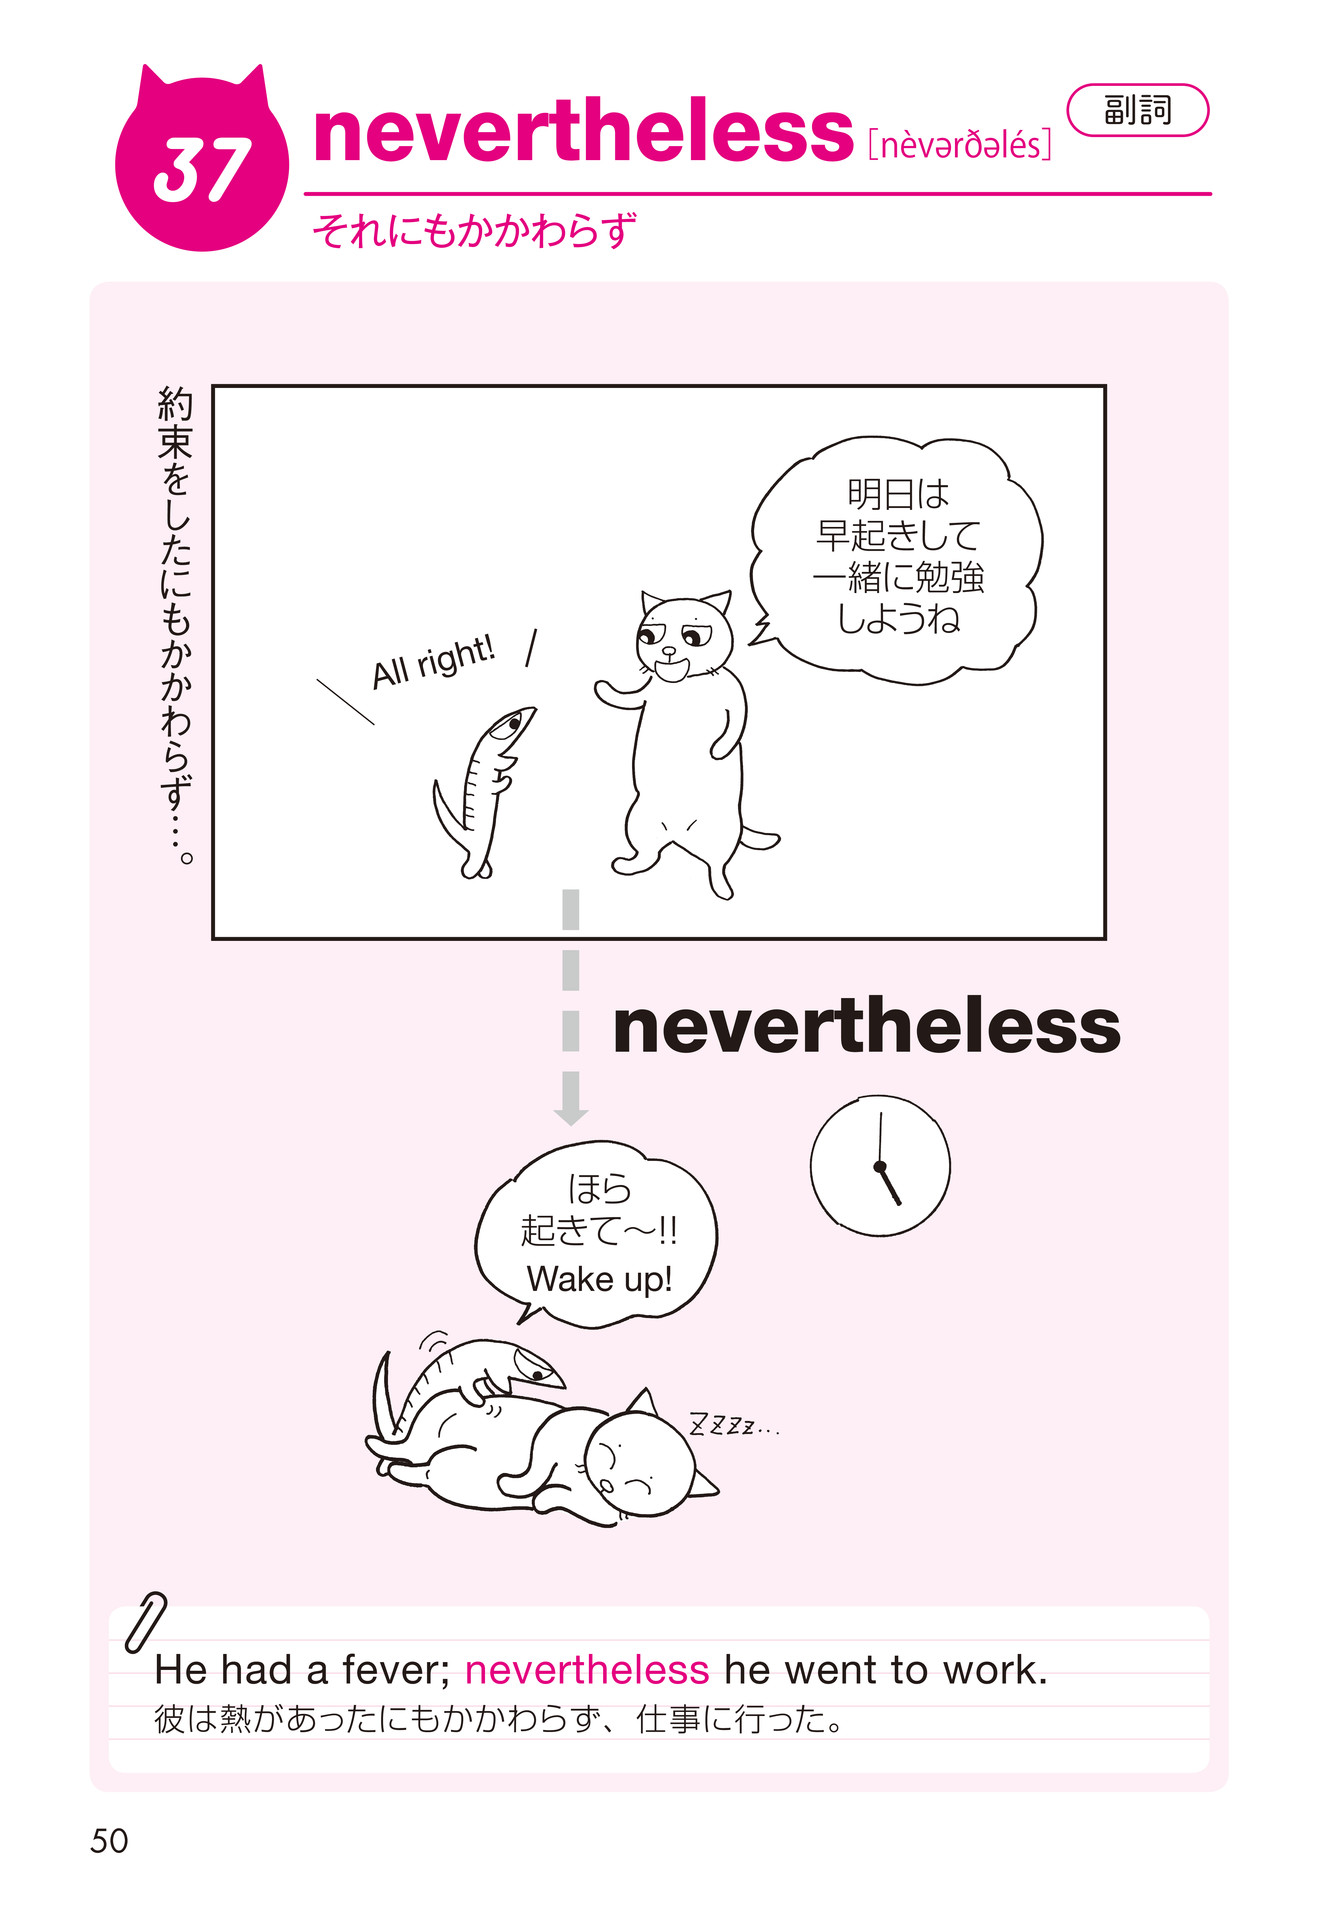 37
nevertheless [nèvərðəlés]
副詞
それにもかかわらず
約束をしたにもかかわらず…。
明日は
早起きして
一緒に勉強
しようね
All right!
nevertheless
ほら
起きて〜!!
Wake up!
zzzz...
He had a fever; nevertheless he went to work.
彼は熱があったにもかかわらず、仕事に行った。
50